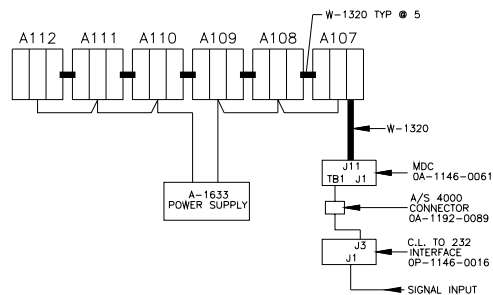 W-1320 TYP @ 5
A112 A111 A110 A109 A108 A107
W-1320
J11
TB1 J1
MDC
0A-1146-0061
A-1633
POWER SUPPLY
A/S 4000
CONNECTOR
0A-1192-0089
J3
J1
C.L. TO 232
INTERFACE
0P-1146-0016
SIGNAL INPUT